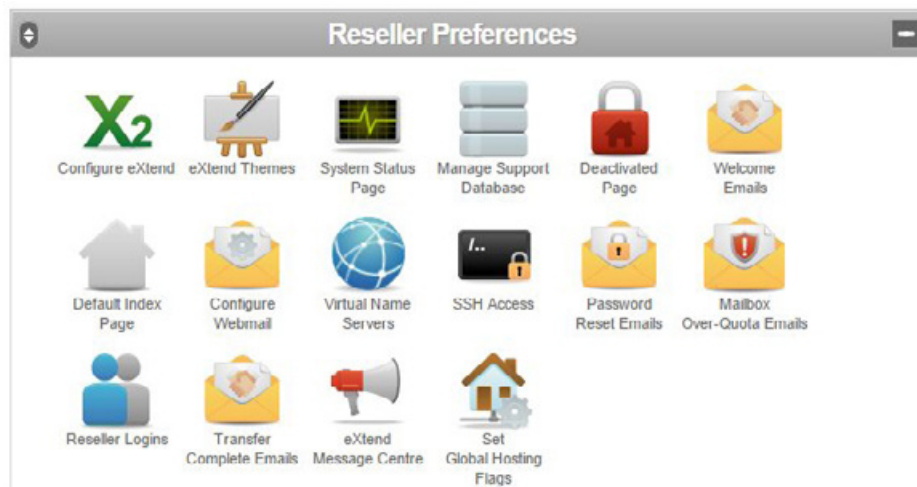 Reseller Preferences
X2
Configure eXtend
eXtend Themes
System Status
Page
Manage Support
Database
Deactivated
Page
Welcome
Emails
Default Index
Page
Configure
Webmail
Virtual Name
Servers
/..
SSH Access
Password
Reset Emails
Mailbox
Over-Quota Emails
Reseller Logins
Transfer
Complete Emails
eXtend
Message Centre
Set
Global Hosting
Flags